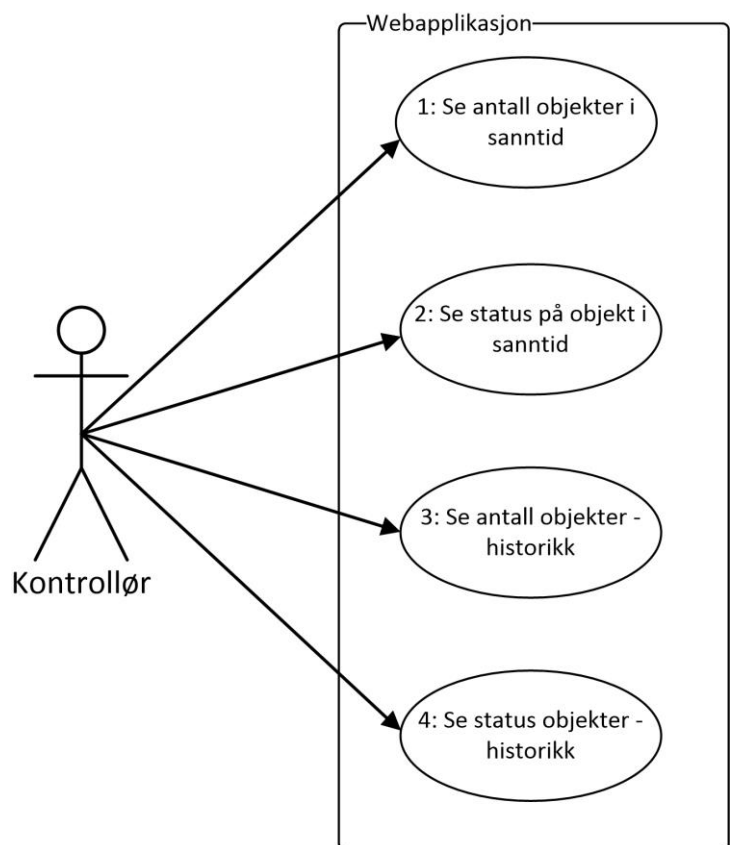 Webapplikasjon
1: Se antall objekter i
sanntid
2: Se status på objekt i
sanntid
3: Se antall objekter -
historikk
Kontrollør
4: Se status objekter -
historikk